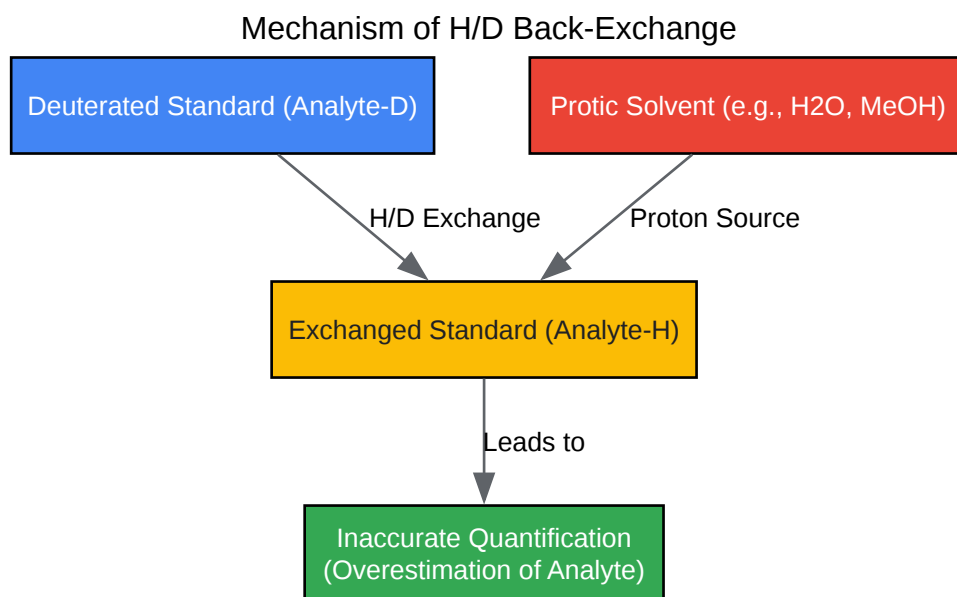 Mechanism of H/D Back-Exchange
Deuterated Standard (Analyte-D)
Protic Solvent (e.g., H2O, MeOH)
H/D Exchange
Proton Source
Exchanged Standard (Analyte-H)
Leads to
Inaccurate Quantification
(Overestimation of Analyte)